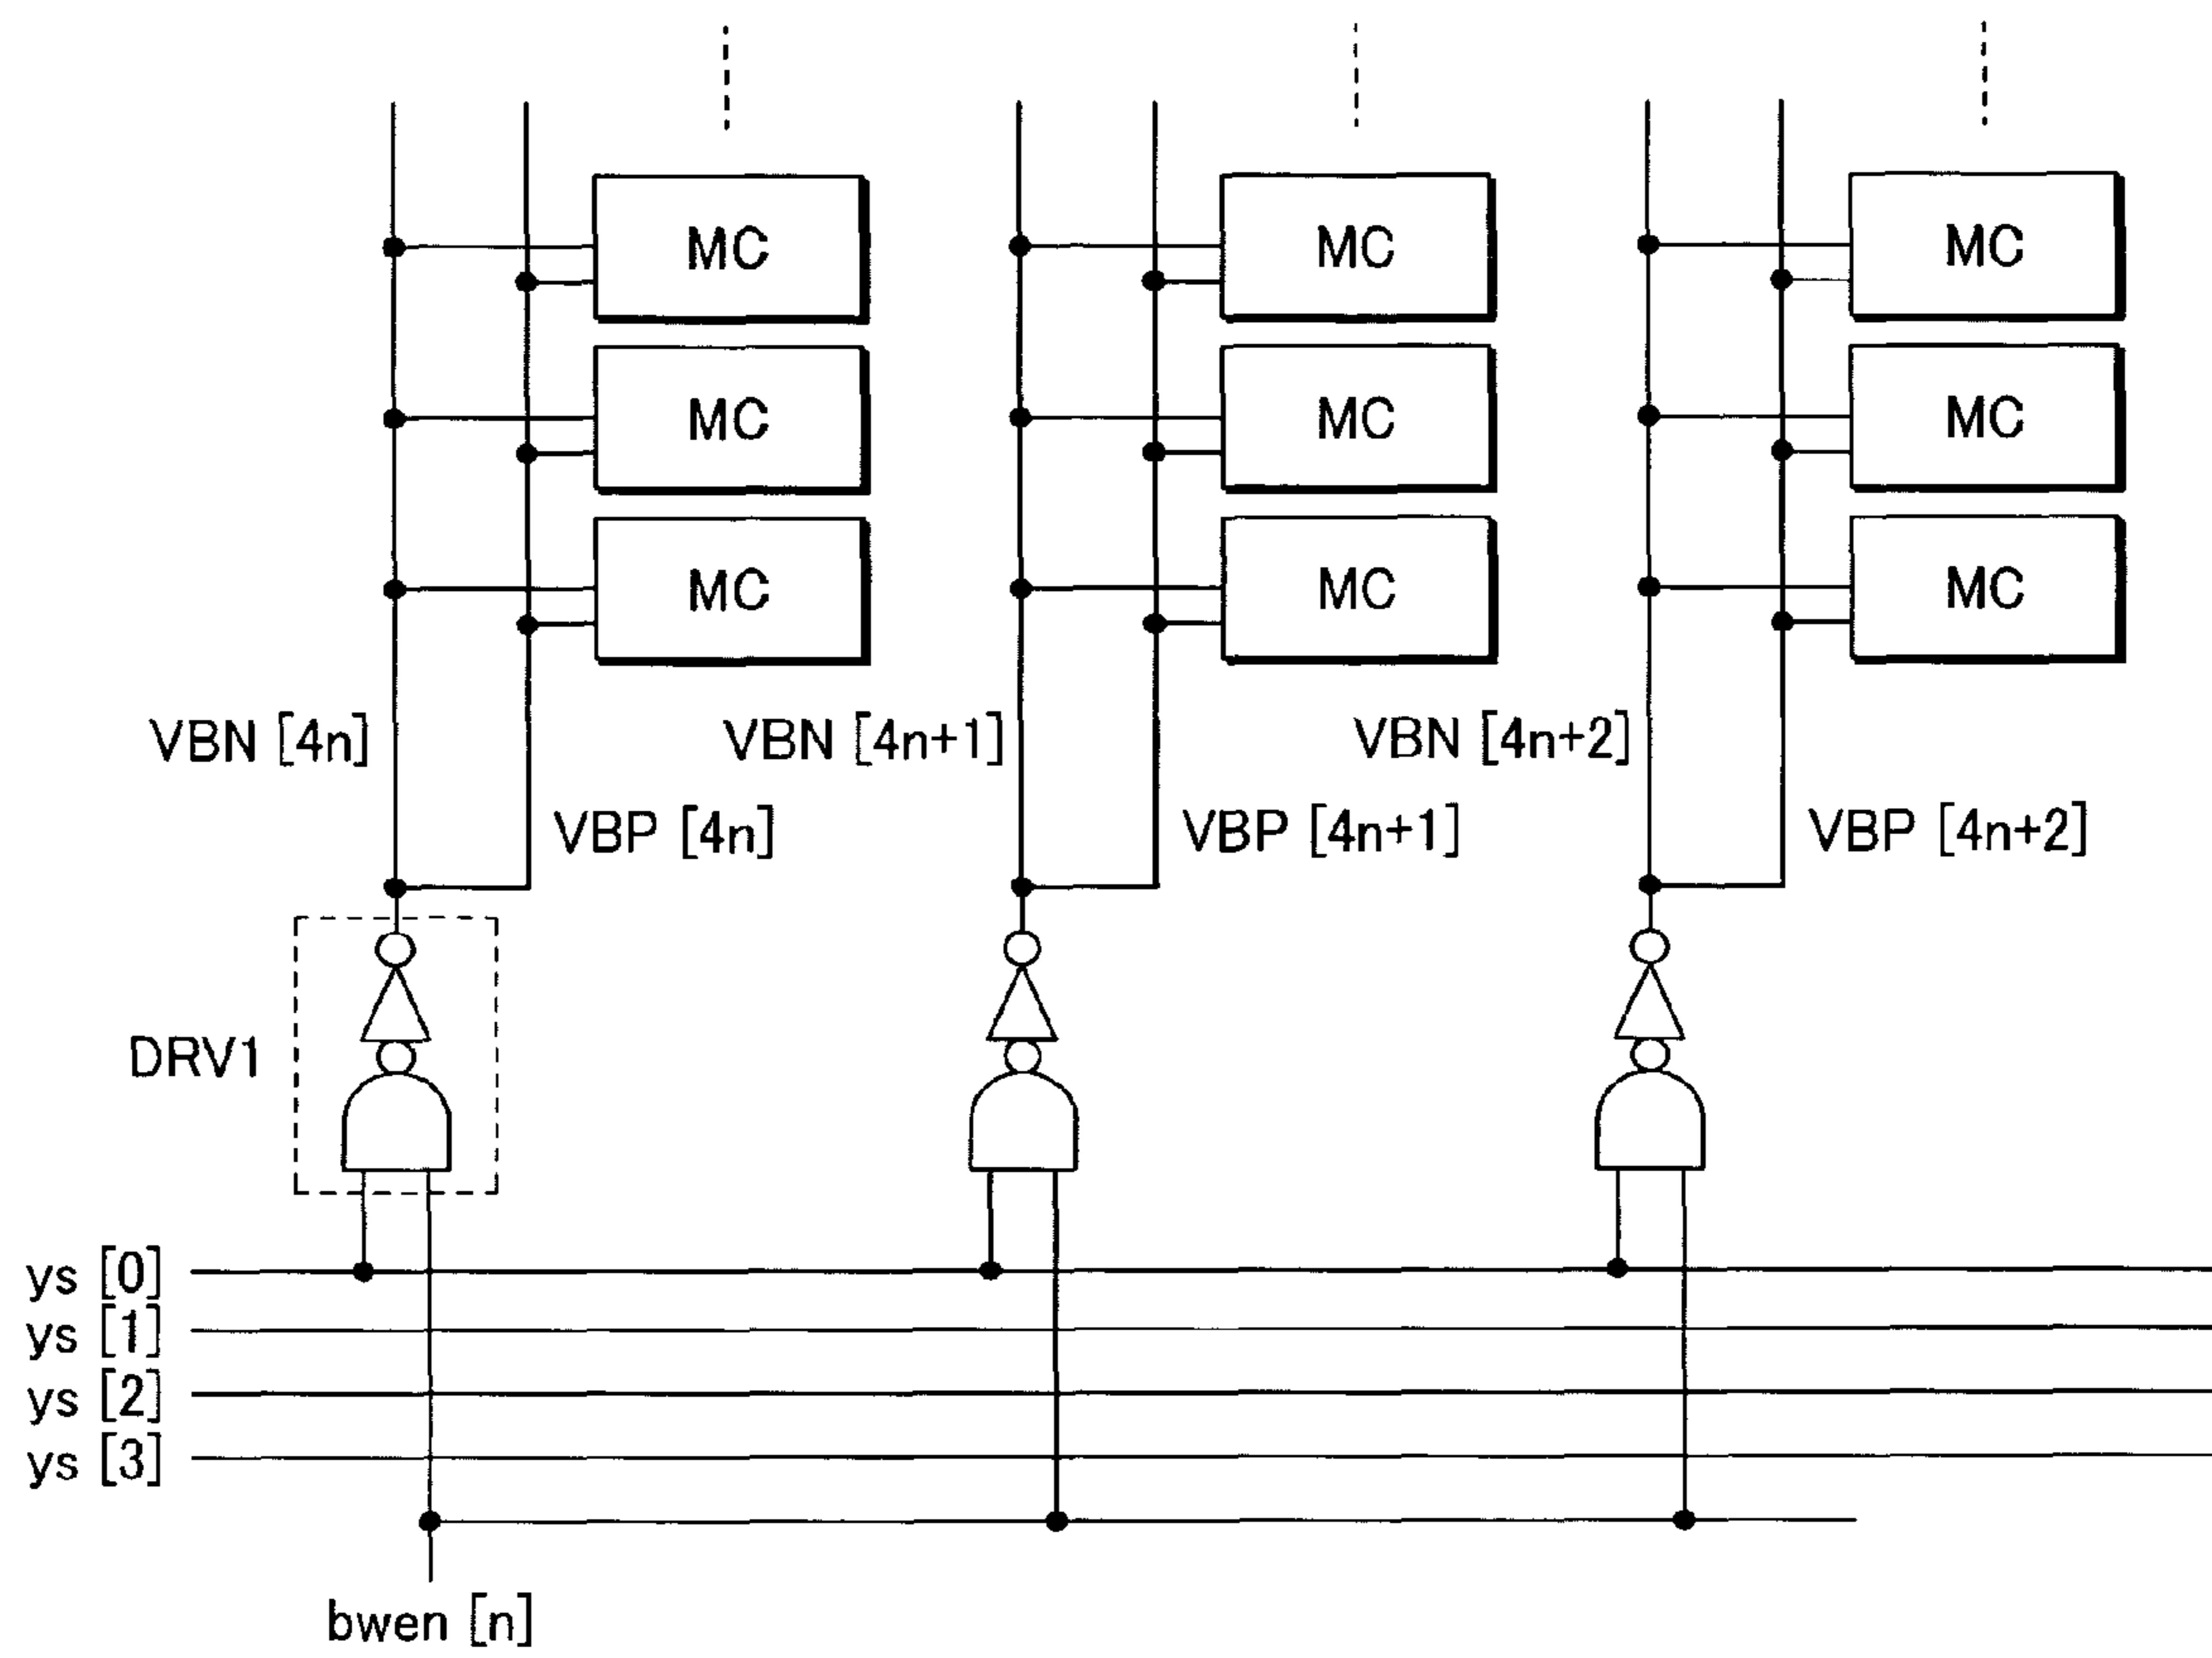 MC MC MC
MC MC MC
MC MC MC
VBN [4n] VBN [4n+1] VBN [4n+2]
VBP [4n] VBP [4n+1] VBP [4n+2]
DRV1
ys [0]
ys [1]
ys [2]
ys [3]
bwen [n]